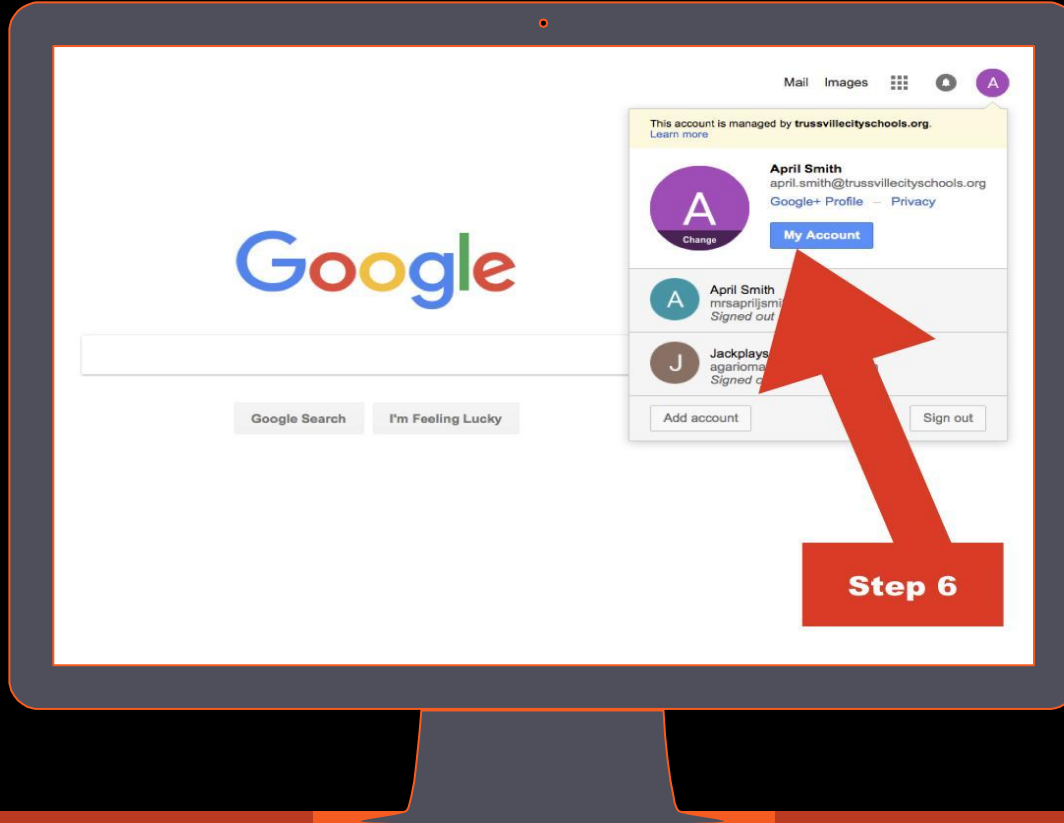 Mail Images A
This account is managed by trussvillecityschools.org.
Learn more
April Smith
april.smith@trussvillecityschools.org
Google+ Profile – Privacy
A
Change
My Account
Google
A
April Smith
Signed out
J
Google Search I'm Feeling Lucky
Add account Sign out
Step 6